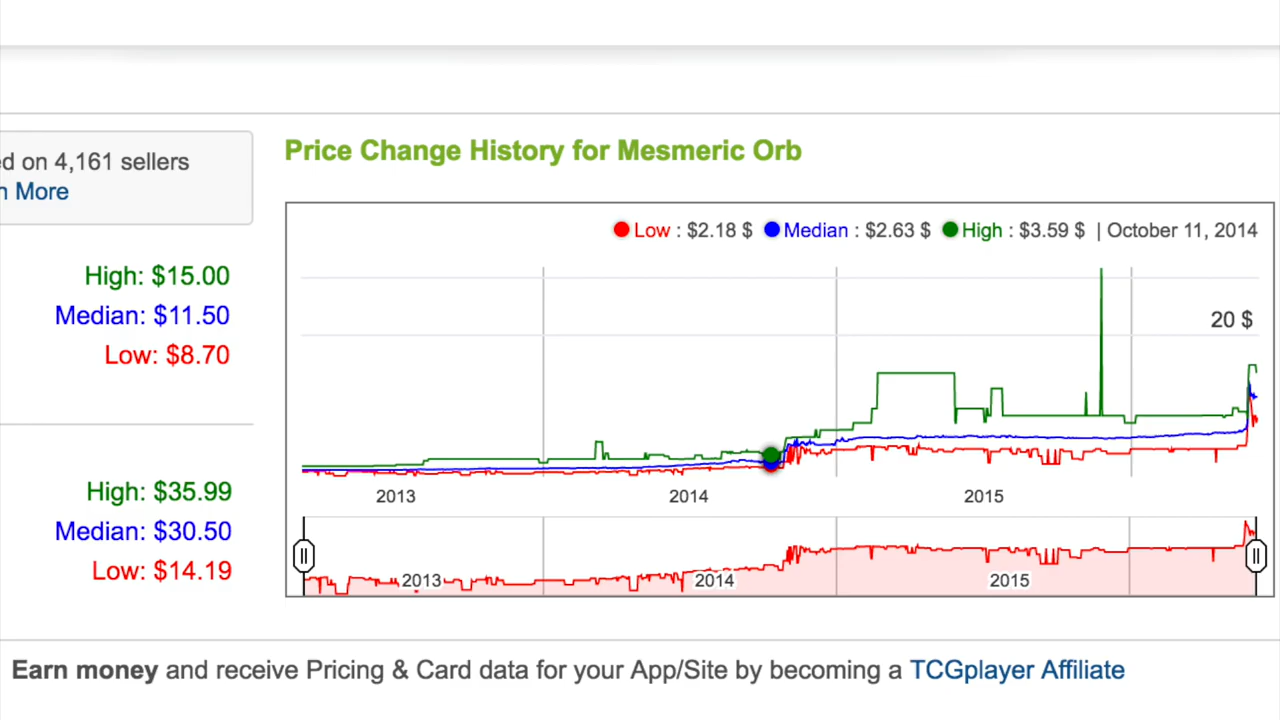 ed on 4,161 sellers
n More
High: $15.00
Median: $11.50
Low: $8.70
High: $35.99
Median: $30.50
Low: $14.19
Price Change History for Mesmeric Orb
Low : $2.18 $ Median : $2.63 $ High : $3.59 $ | October 11, 2014
20 $
2013 2014 2015
2013 2014 2015
Earn money and receive Pricing & Card data for your App/Site by becoming a TCGplayer Affiliate